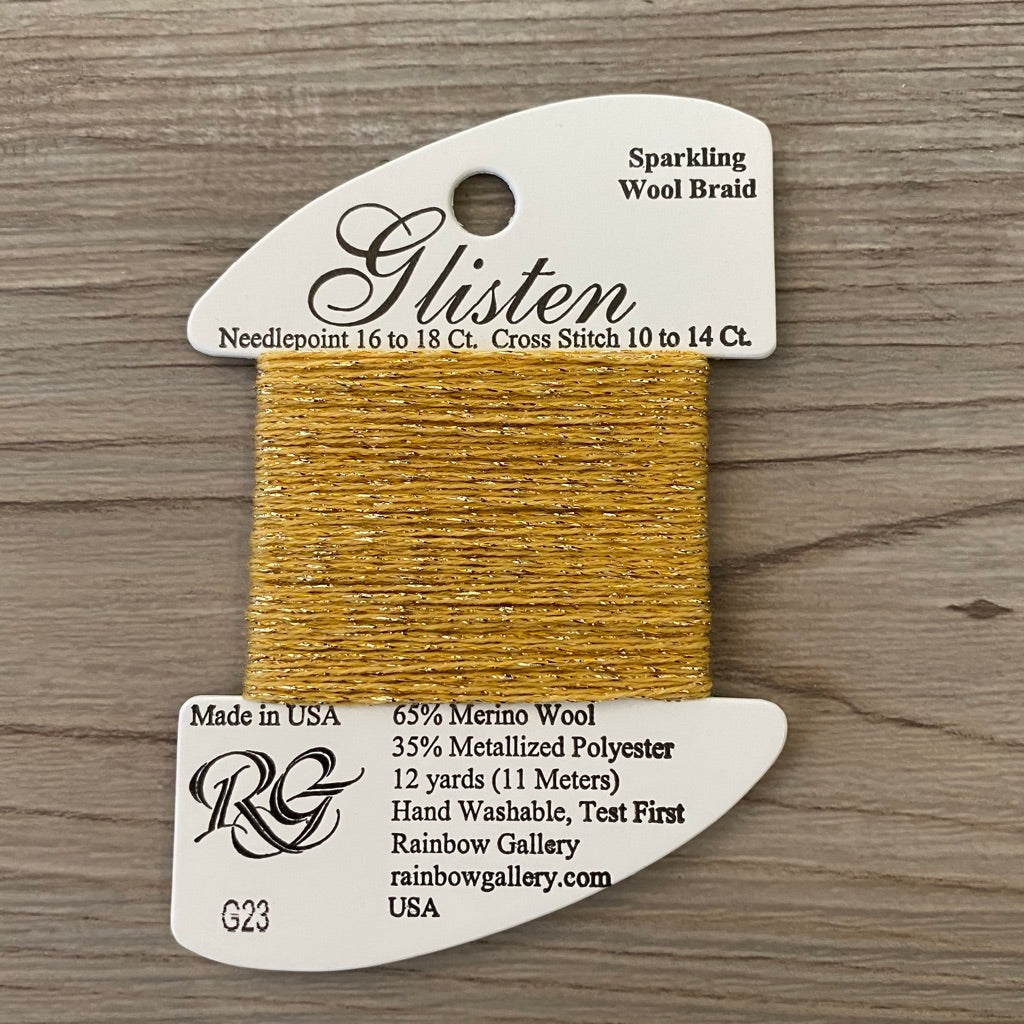 Sparkling
Wool Braid
Glisten
Needlepoint 16 to 18 Ct. Cross Stitch 10 to 14 Ct.
Made in USA
RG
G23
65% Merino Wool
35% Metallized Polyester
12 yards (11 Meters)
Hand Washable, Test First
Rainbow Gallery
rainbowgallery.com
USA